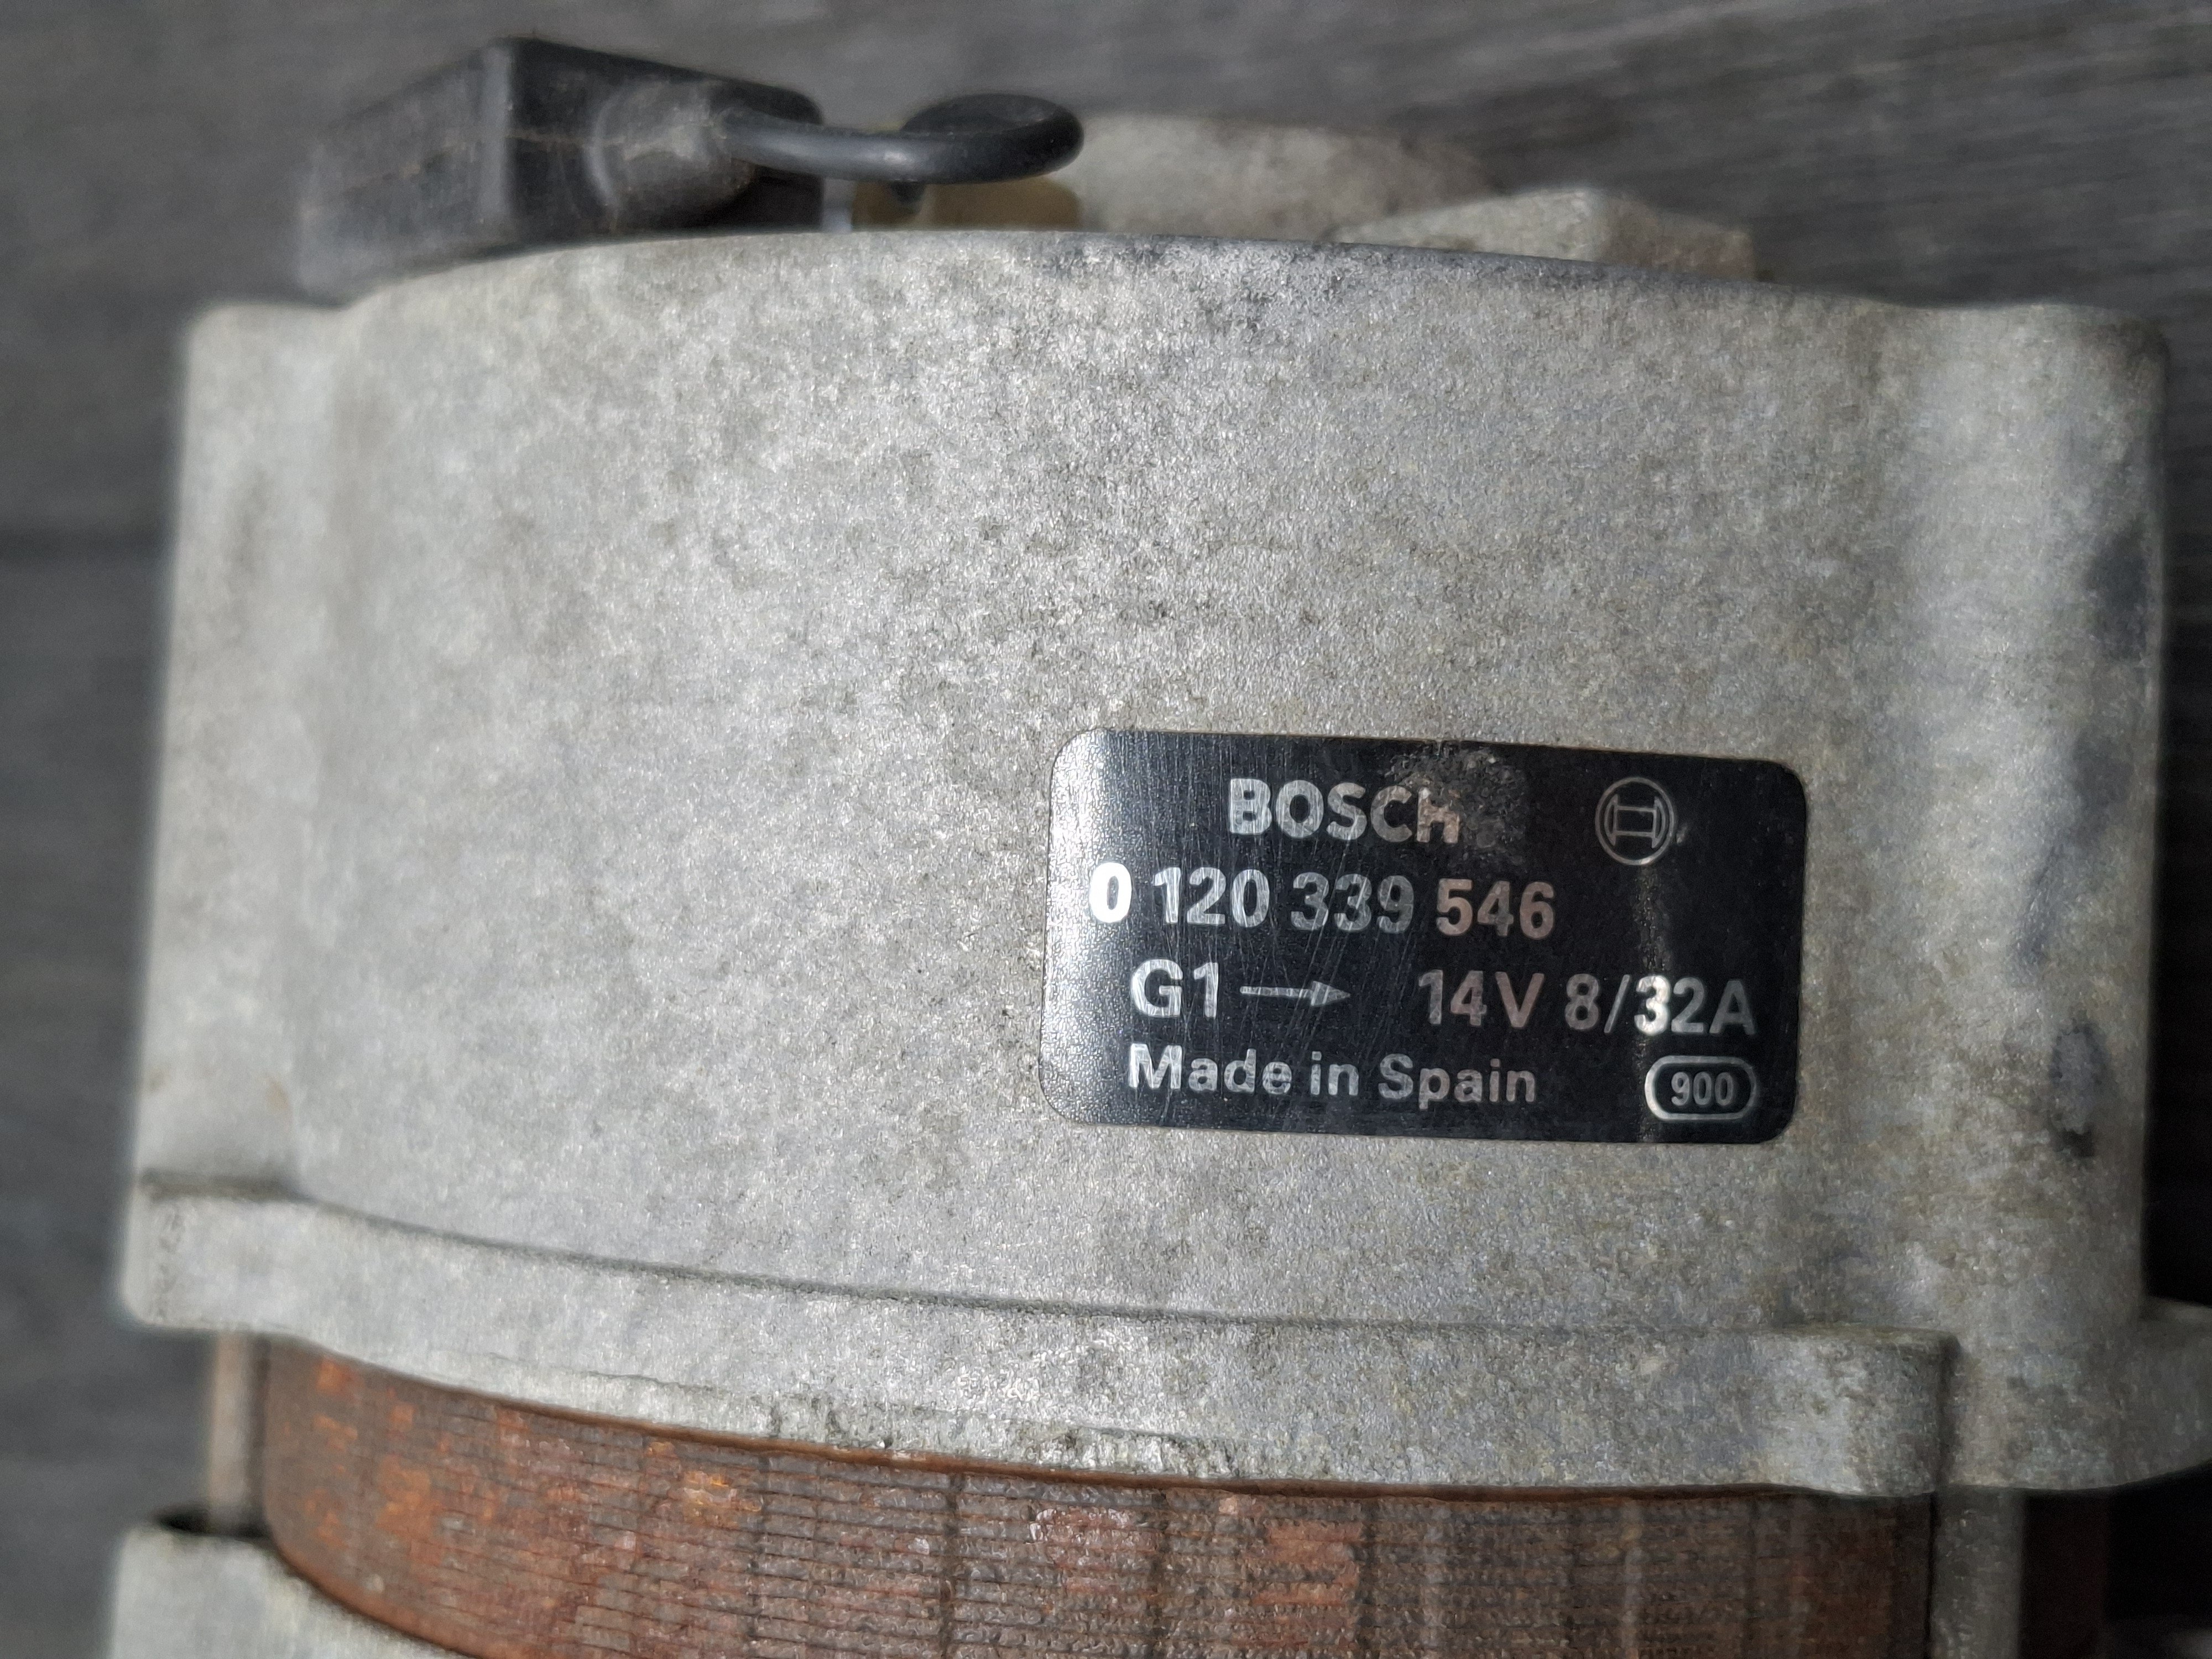 BOSCH
0 120 339 546
G1 → 14V 8/32A
Made in Spain 900